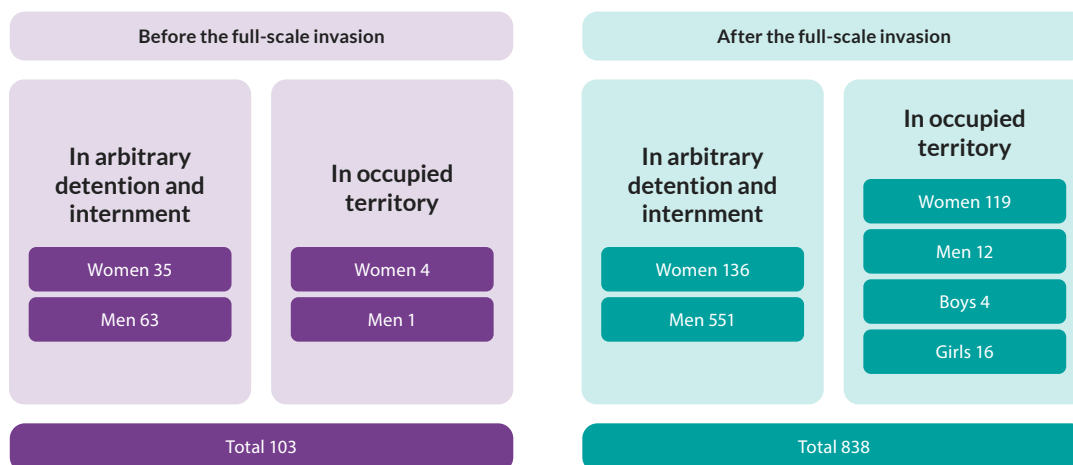 Before the full-scale invasion
In arbitrary
detention and
internment
Women 35
Men 63
In occupied
territory
Women 4
Men 1
Total 103
After the full-scale invasion
In arbitrary
detention and
internment
Women 136
Men 551
In occupied
territory
Women 119
Men 12
Boys 4
Girls 16
Total 838